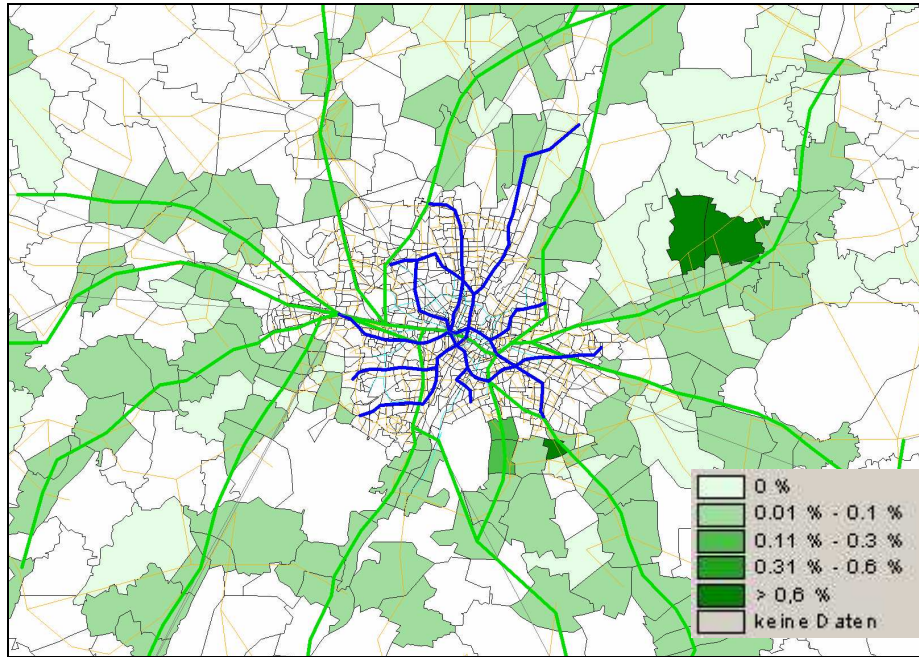 0 %
0.01 % - 0.1 %
0.11 % - 0.3 %
0.31 % - 0.6 %
> 0,6 %
keine Daten